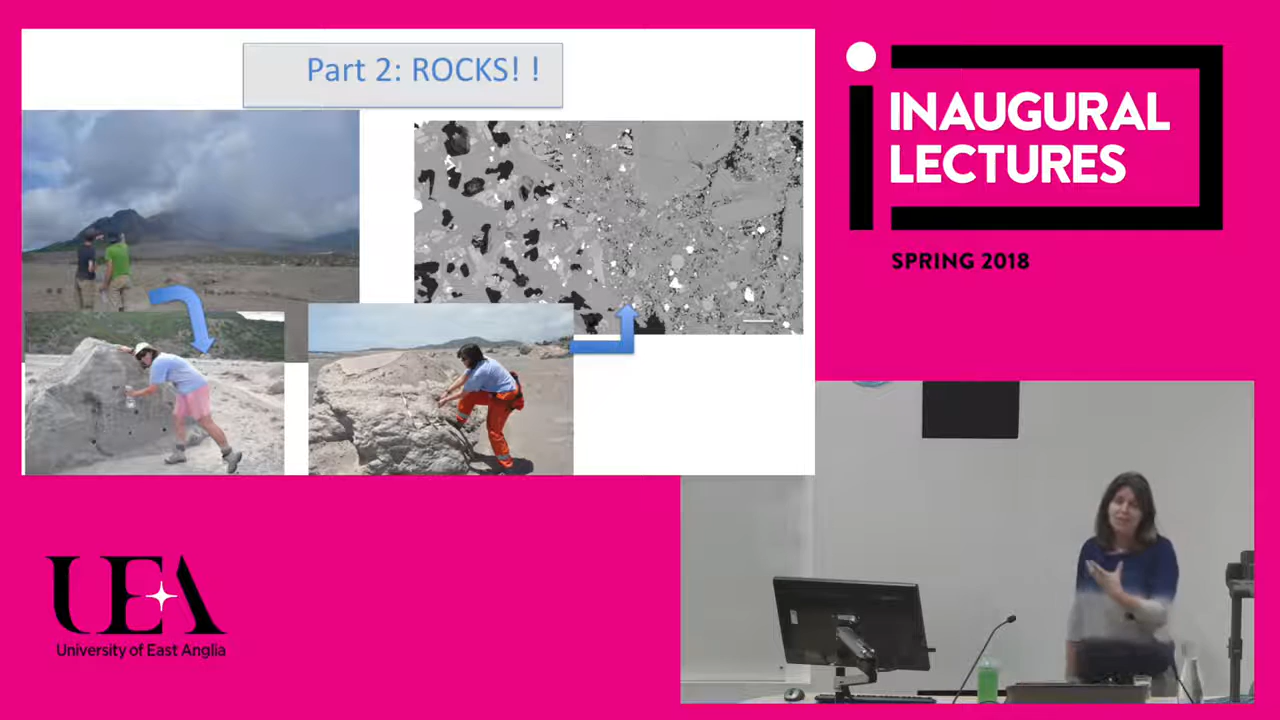 Part 2: ROCKS! !
INAUGURAL
LECTURES
SPRING 2018
UEA
University of East Anglia